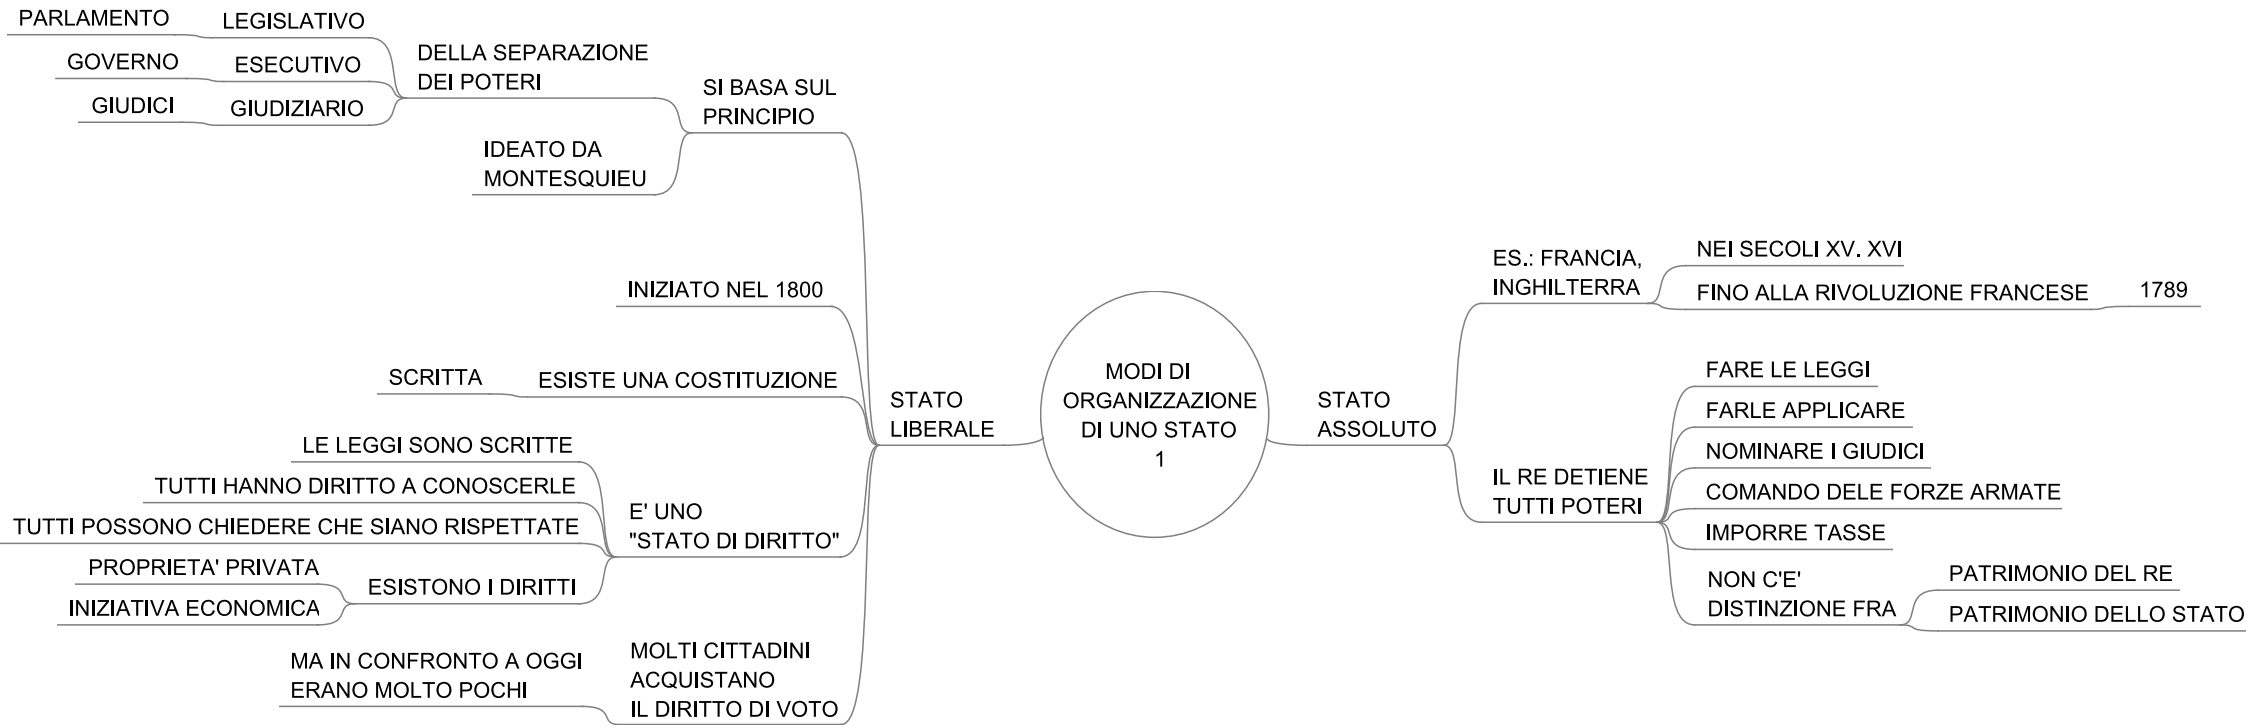 MODI DI
ORGANIZZAZIONE
DI UNO STATO
1
STATO
LIBERALE
SI BASA SUL
PRINCIPIO
DELLA SEPARAZIONE
DEI POTERI
LEGISLATIVO
PARLAMENTO
ESECUTIVO
GOVERNO
GIUDIZIARIO
GIUDICI
IDEATO DA
MONTESQUIEU
INIZIATO NEL 1800
ESISTE UNA COSTITUZIONE
SCRITTA
E' UNO
"STATO DI DIRITTO"
LE LEGGI SONO SCRITTE
TUTTI HANNO DIRITTO A CONOSCERLE
TUTTI POSSONO CHIEDERE CHE SIANO RISPETTATE
ESISTONO I DIRITTI
PROPRIETA' PRIVATA
INIZIATIVA ECONOMICA
MOLTI CITTADINI
ACQUISTANO
IL DIRITTO DI VOTO
MA IN CONFRONTO A OGGI
ERANO MOLTO POCHI
STATO
ASSOLUTO
ES.: FRANCIA,
INGHILTERRA
NEI SECOLI XV. XVI
FINO ALLA RIVOLUZIONE FRANCESE
1789
IL RE DETIENE
TUTTI POTERI
FARE LE LEGGI
FARLE APPLICARE
NOMINARE I GIUDICI
COMANDO DELE FORZE ARMATE
IMPORRE TASSE
NON C'E'
DISTINZIONE FRA
PATRIMONIO DEL RE
PATRIMONIO DELLO STATO